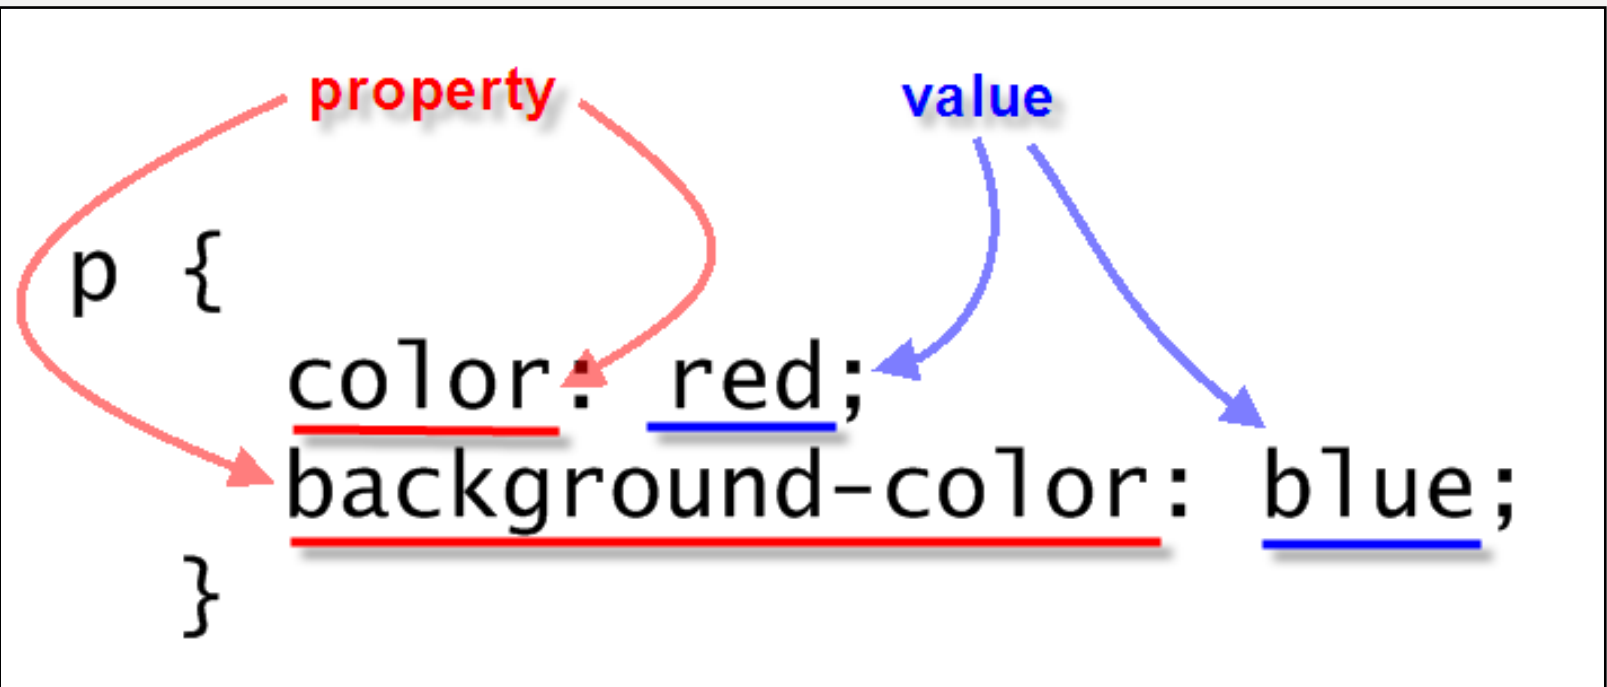 property value
p {
color: red;
background-color: blue;
}